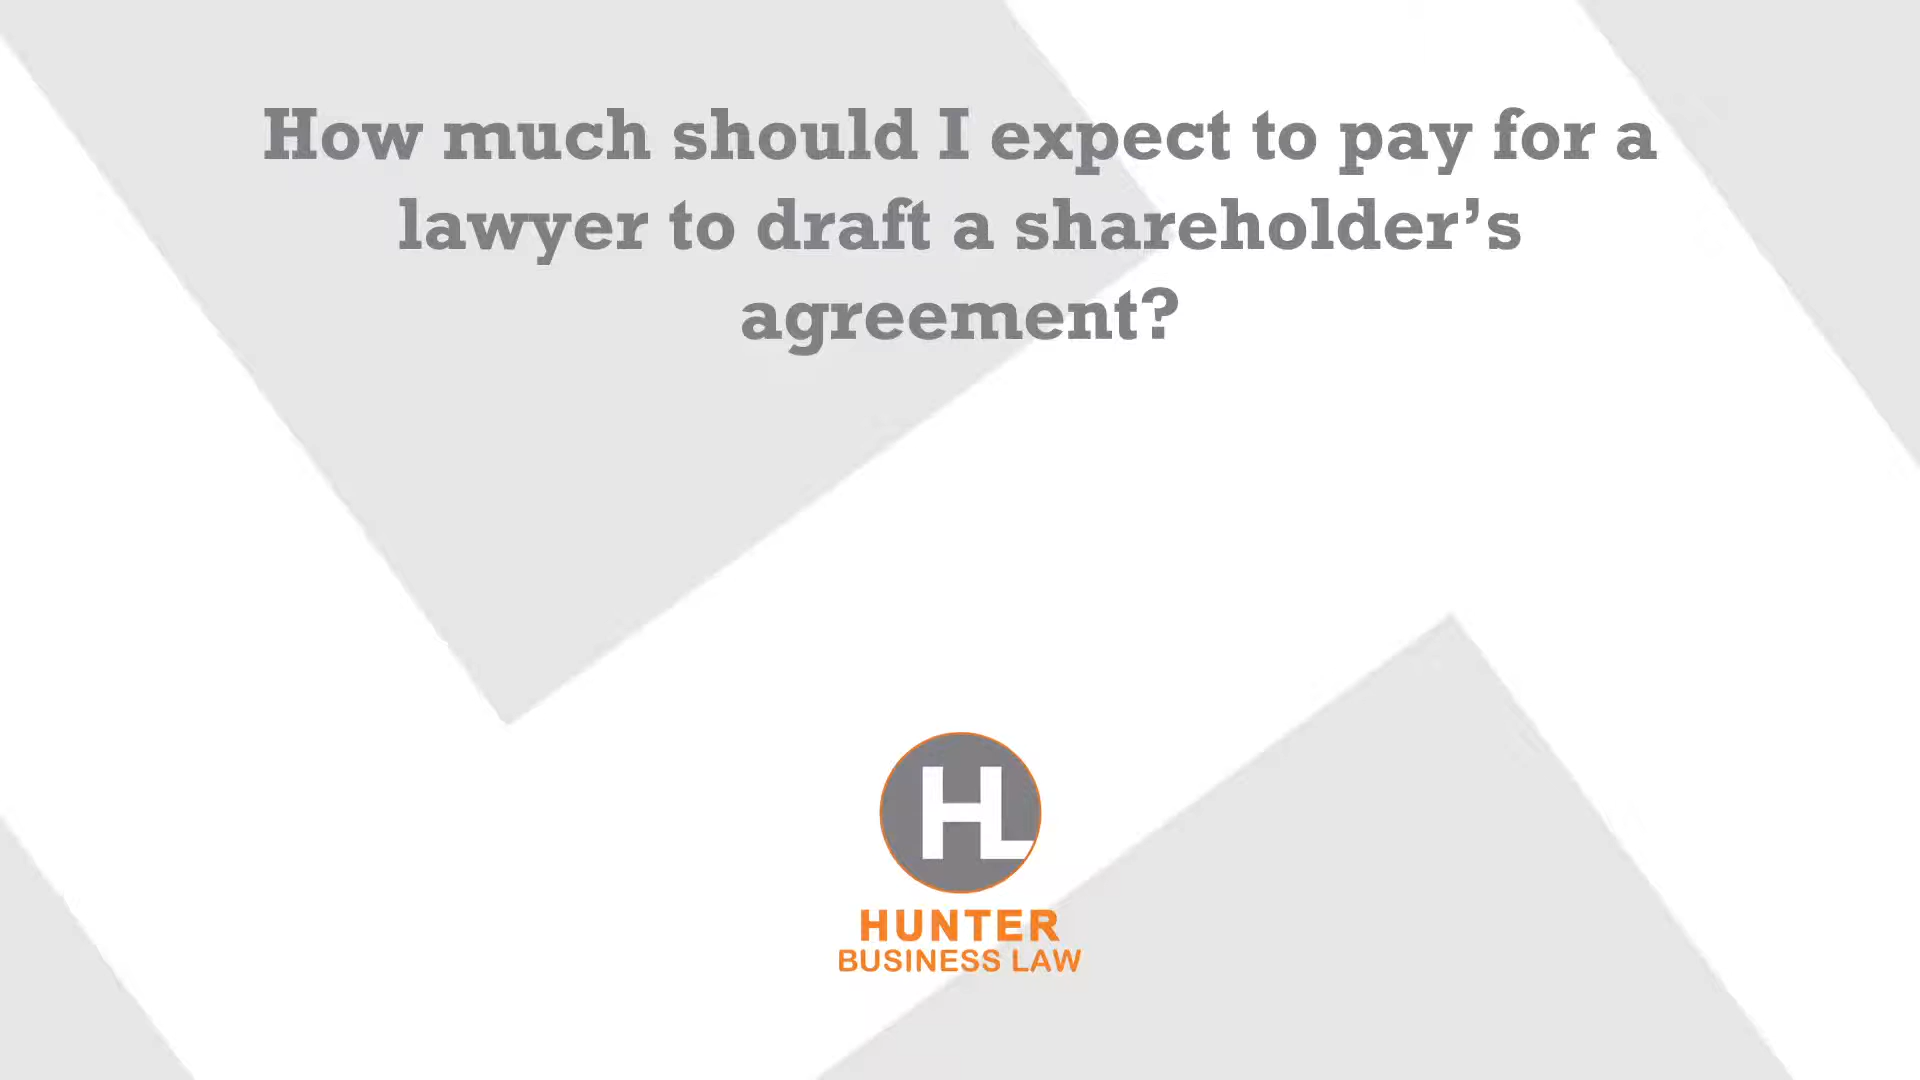 How much should I expect to pay for a
lawyer to draft a shareholder’s
agreement?
HL
HUNTER
BUSINESS LAW